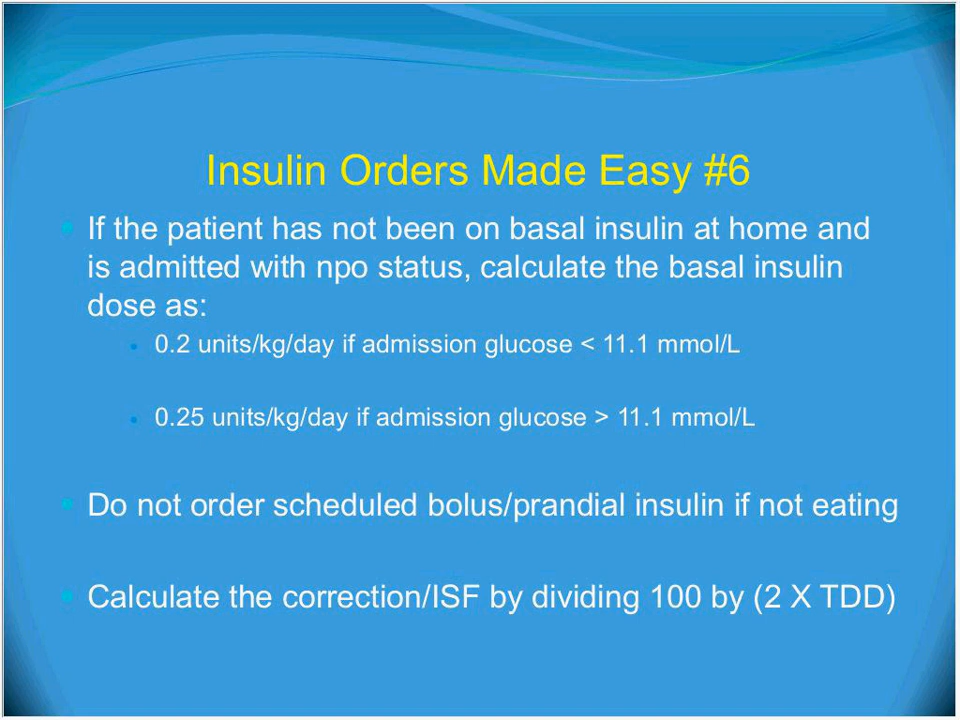 Insulin Orders Made Easy #6
If the patient has not been on basal insulin at home and
is admitted with npo status, calculate the basal insulin
dose as:
0.2 units/kg/day if admission glucose < 11.1 mmol/L
0.25 units/kg/day if admission glucose > 11.1 mmol/L
Do not order scheduled bolus/prandial insulin if not eating
Calculate the correction/ISF by dividing 100 by (2 X TDD)